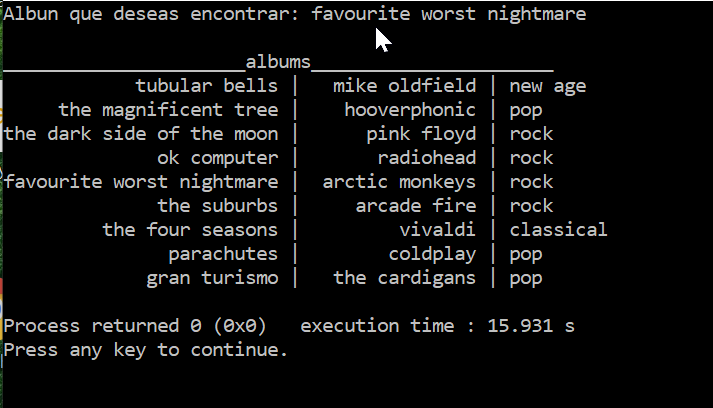 Albun que deseas encontrar: favourite worst nightmare
______________________albums______________________
tubular bells | mike oldfield | new age
the magnificent tree | hooverphonic | pop
the dark side of the moon | pink floyd | rock
ok computer | radiohead | rock
favourite worst nightmare | arctic monkeys | rock
the suburbs | arcade fire | rock
the four seasons | vivaldi | classical
parachutes | coldplay | pop
gran turismo | the cardigans | pop
Process returned 0 (0x0)   execution time : 15.931 s
Press any key to continue.